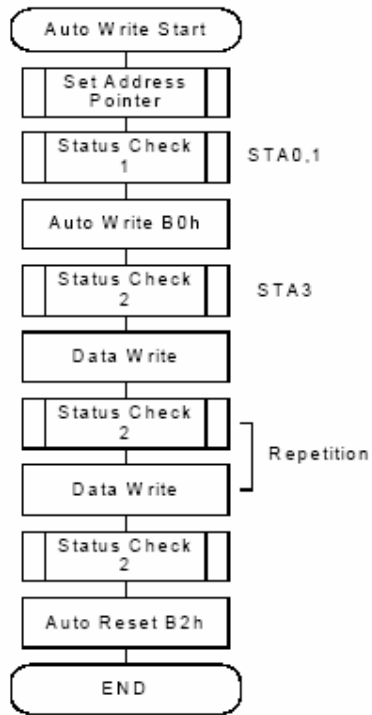 Auto Write Start
Set Address
Pointer
Status Check
1
STA0,1
Auto Write B0h
Status Check
2
STA3
Data Write
Status Check
2
Repetition
Data Write
Status Check
2
Auto Reset B2h
END